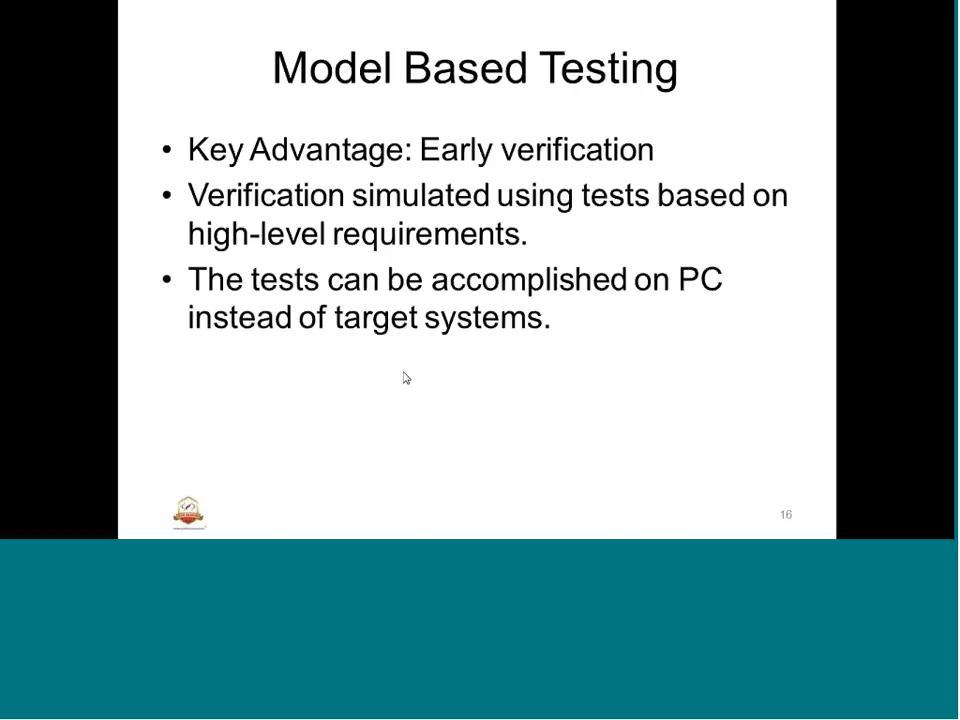 Model Based Testing
• Key Advantage: Early verification
• Verification simulated using tests based on
high-level requirements.
• The tests can be accomplished on PC
instead of target systems.
16